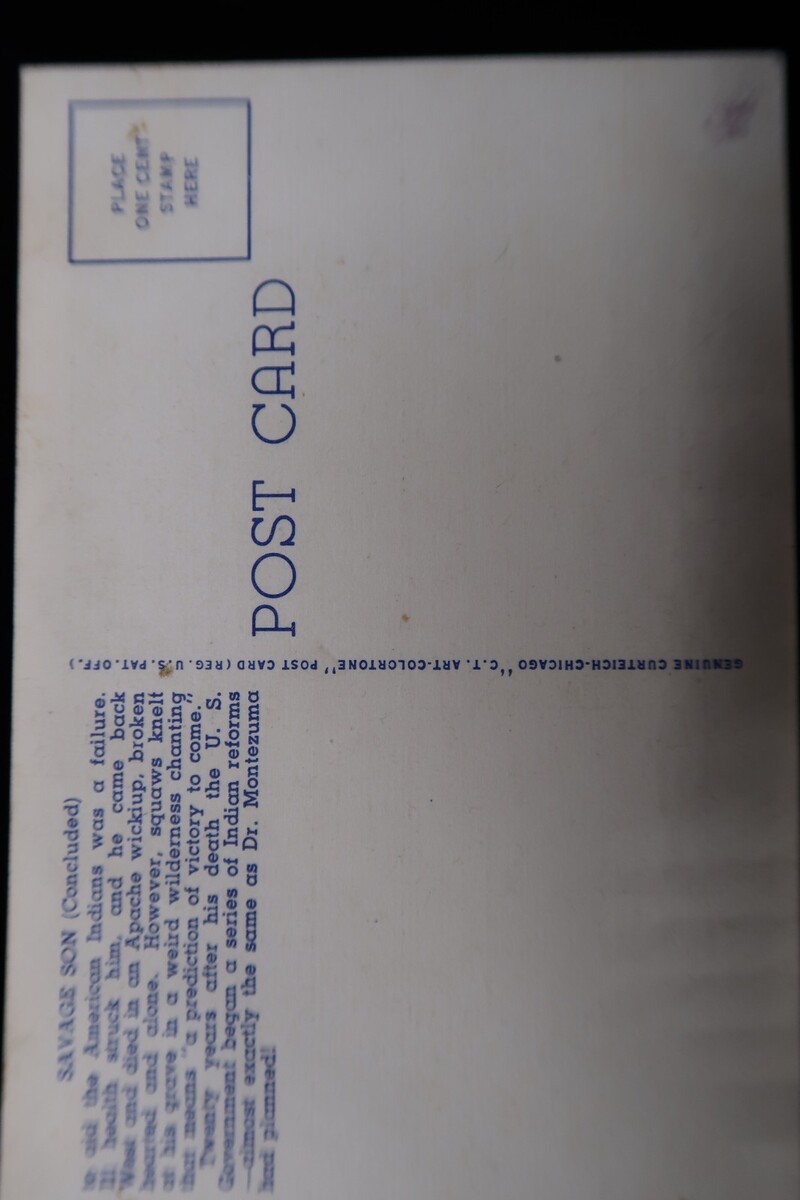 SAVAGE SON (Concluded)
to aid the American Indians was a failure.
Ill health struck him, and he came back
West and died in an Apache wickiup, broken
hearted and alone. However, squaws knelt
at his grave in a weird wilderness chanting
that means "a prediction of victory to come."
Twenty years after his death the U. S.
Government began a series of Indian reforms
—almost exactly the same as Dr. Montezuma
had planned!
GENUINE CURTEICH-CHICAGO "C.T. ART-COLORTONE" POST CARD (REG. U.S. PAT. OFF.)
POST CARD
PLACE
ONE CENT
STAMP
HERE